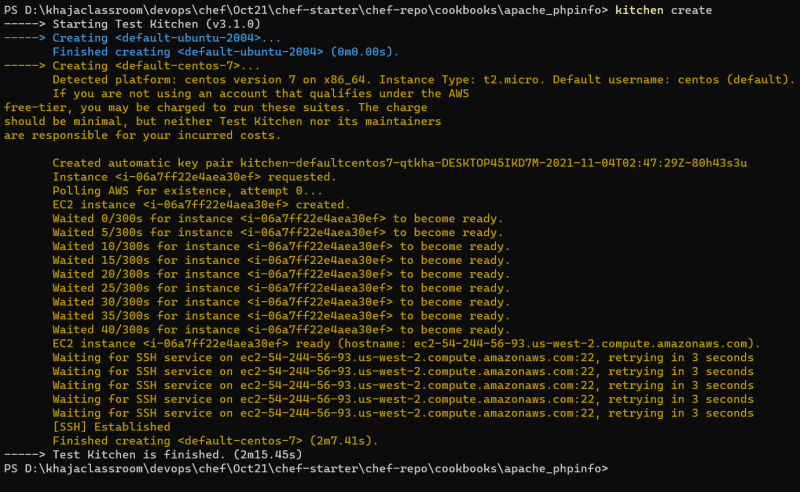 PS D:\khajaclassroom\devops\chef\Oct21\chef-starter\chef-repo\cookbooks\apache_phpinfo> kitchen create
-----> Starting Test Kitchen (v3.1.0)
-----> Creating <default-ubuntu-2004>...
       Finished creating <default-ubuntu-2004> (0m0.00s).
-----> Creating <default-centos-7>...
       Detected platform: centos version 7 on x86_64. Instance Type: t2.micro. Default username: centos (default).
       If you are not using an account that qualifies under the AWS
free-tier, you may be charged to run these suites. The charge
should be minimal, but neither Test Kitchen nor its maintainers
are responsible for your incurred costs.

       Created automatic key pair kitchen-defaultcentos7-qtkha-DESKTOP45IKD7M-2021-11-04T02:47:29Z-80h43s3u
       Instance <i-06a7ff22e4aea30ef> requested.
       Polling AWS for existence, attempt 0...
       EC2 instance <i-06a7ff22e4aea30ef> created.
       Waited 0/300s for instance <i-06a7ff22e4aea30ef> to become ready.
       Waited 5/300s for instance <i-06a7ff22e4aea30ef> to become ready.
       Waited 10/300s for instance <i-06a7ff22e4aea30ef> to become ready.
       Waited 15/300s for instance <i-06a7ff22e4aea30ef> to become ready.
       Waited 20/300s for instance <i-06a7ff22e4aea30ef> to become ready.
       Waited 25/300s for instance <i-06a7ff22e4aea30ef> to become ready.
       Waited 30/300s for instance <i-06a7ff22e4aea30ef> to become ready.
       Waited 35/300s for instance <i-06a7ff22e4aea30ef> to become ready.
       Waited 40/300s for instance <i-06a7ff22e4aea30ef> to become ready.
       EC2 instance <i-06a7ff22e4aea30ef> ready (hostname: ec2-54-244-56-93.us-west-2.compute.amazonaws.com).
       Waiting for SSH service on ec2-54-244-56-93.us-west-2.compute.amazonaws.com:22, retrying in 3 seconds
       Waiting for SSH service on ec2-54-244-56-93.us-west-2.compute.amazonaws.com:22, retrying in 3 seconds
       Waiting for SSH service on ec2-54-244-56-93.us-west-2.compute.amazonaws.com:22, retrying in 3 seconds
       Waiting for SSH service on ec2-54-244-56-93.us-west-2.compute.amazonaws.com:22, retrying in 3 seconds
       Waiting for SSH service on ec2-54-244-56-93.us-west-2.compute.amazonaws.com:22, retrying in 3 seconds
       [SSH] Established
       Finished creating <default-centos-7> (2m7.41s).
-----> Test Kitchen is finished. (2m15.45s)
PS D:\khajaclassroom\devops\chef\Oct21\chef-starter\chef-repo\cookbooks\apache_phpinfo>